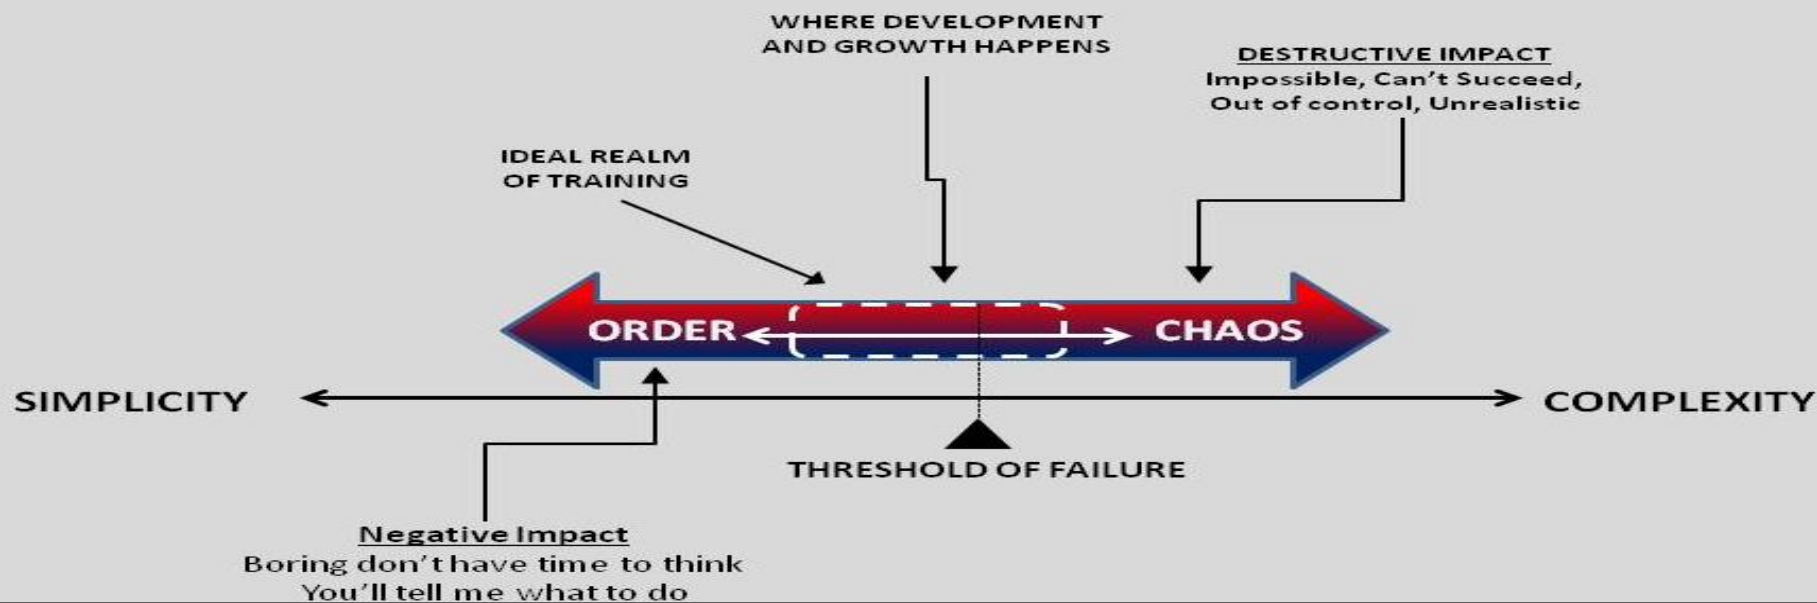 WHERE DEVELOPMENT
AND GROWTH HAPPENS
DESTRUCTIVE IMPACT
Impossible, Can't Succeed,
Out of control, Unrealistic
IDEAL REALM
OF TRAINING
ORDER
CHAOS
SIMPLICITY
COMPLEXITY
THRESHOLD OF FAILURE
Negative Impact
Boring don't have time to think
You'll tell me what to do